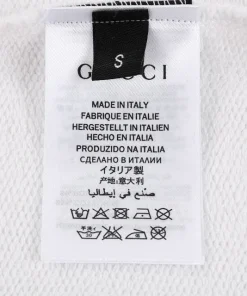 S
GUCCI
MADE IN ITALY
FABRIQUE EN ITALIE
HERGESTELLT IN ITALIEN
HECHO EN ITALIA
PRODUZIDO NA ITALIA
СДЕЛАНО В ИТАЛИИ
イタリア製
产地:意大利
صنع في إيطاليا